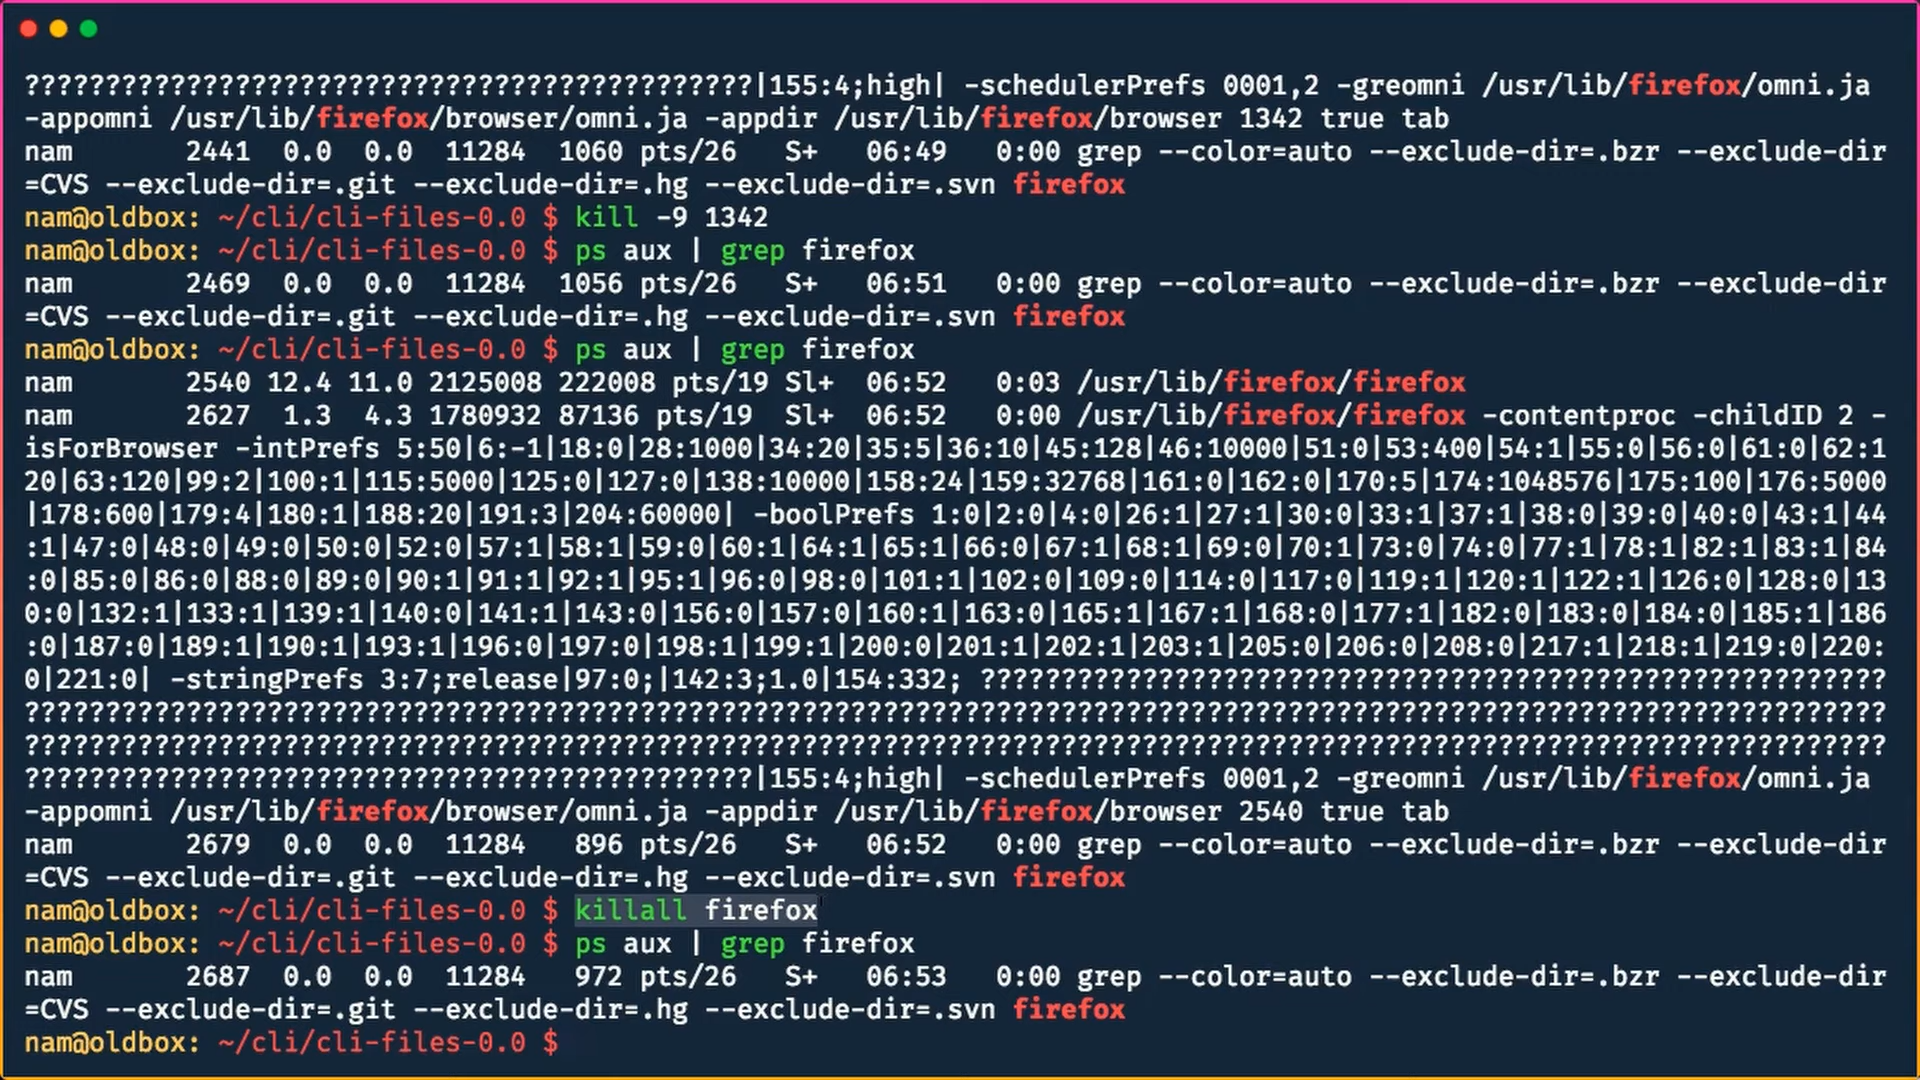 ??????????????????????????????????????????????|155:4;high| -schedulerPrefs 0001,2 -greomni /usr/lib/firefox/omni.ja
-appomni /usr/lib/firefox/browser/omni.ja -appdir /usr/lib/firefox/browser 1342 true tab
nam       2441  0.0  0.0  11284  1060 pts/26   S+   06:49   0:00 grep --color=auto --exclude-dir=.bzr --exclude-dir
=CVS --exclude-dir=.git --exclude-dir=.hg --exclude-dir=.svn firefox
nam@oldbox: ~/cli/cli-files-0.0 $ kill -9 1342
nam@oldbox: ~/cli/cli-files-0.0 $ ps aux | grep firefox
nam       2469  0.0  0.0  11284  1056 pts/26   S+   06:51   0:00 grep --color=auto --exclude-dir=.bzr --exclude-dir
=CVS --exclude-dir=.git --exclude-dir=.hg --exclude-dir=.svn firefox
nam@oldbox: ~/cli/cli-files-0.0 $ ps aux | grep firefox
nam       2540 12.4 11.0 2125008 222008 pts/19 Sl+  06:52   0:03 /usr/lib/firefox/firefox
nam       2627  1.3  4.3 1780932 87136 pts/19  Sl+  06:52   0:00 /usr/lib/firefox/firefox -contentproc -childID 2 -
isForBrowser -intPrefs 5:50|6:-1|18:0|28:1000|34:20|35:5|36:10|45:128|46:10000|51:0|53:400|54:1|55:0|56:0|61:0|62:1
20|63:120|99:2|100:1|115:5000|125:0|127:0|138:10000|158:24|159:32768|161:0|162:0|170:5|174:1048576|175:100|176:5000
|178:600|179:4|180:1|188:20|191:3|204:60000| -boolPrefs 1:0|2:0|4:0|26:1|27:1|30:0|33:1|37:1|38:0|39:0|40:0|43:1|44
:1|47:0|48:0|49:0|50:0|52:0|57:1|58:1|59:0|60:1|64:1|65:1|66:0|67:1|68:1|69:0|70:1|73:0|74:0|77:1|78:1|82:1|83:1|84
:0|85:0|86:0|88:0|89:0|90:1|91:1|92:1|95:1|96:0|98:0|101:1|102:0|109:0|114:0|117:0|119:1|120:1|122:1|126:0|128:0|13
0:0|132:1|133:1|139:1|140:0|141:1|143:0|156:0|157:0|160:1|163:0|165:1|167:1|168:0|177:1|182:0|183:0|184:0|185:1|186
:0|187:0|189:1|190:1|193:1|196:0|197:0|198:1|199:1|200:0|201:1|202:1|203:1|205:0|206:0|208:0|217:1|218:1|219:0|220:
0|221:0| -stringPrefs 3:7;release|97:0;|142:3;1.0|154:332; ????????????????????????????????????????????????????????
???????????????????????????????????????????????????????????????????????????????????????????????????????????????????
???????????????????????????????????????????????????????????????????????????????????????????????????????????????????
?????????????????????????????????????????????|155:4;high| -schedulerPrefs 0001,2 -greomni /usr/lib/firefox/omni.ja
-appomni /usr/lib/firefox/browser/omni.ja -appdir /usr/lib/firefox/browser 2540 true tab
nam       2679  0.0  0.0  11284   896 pts/26   S+   06:52   0:00 grep --color=auto --exclude-dir=.bzr --exclude-dir
=CVS --exclude-dir=.git --exclude-dir=.hg --exclude-dir=.svn firefox
nam@oldbox: ~/cli/cli-files-0.0 $ killall firefox
nam@oldbox: ~/cli/cli-files-0.0 $ ps aux | grep firefox
nam       2687  0.0  0.0  11284   972 pts/26   S+   06:53   0:00 grep --color=auto --exclude-dir=.bzr --exclude-dir
=CVS --exclude-dir=.git --exclude-dir=.hg --exclude-dir=.svn firefox
nam@oldbox: ~/cli/cli-files-0.0 $